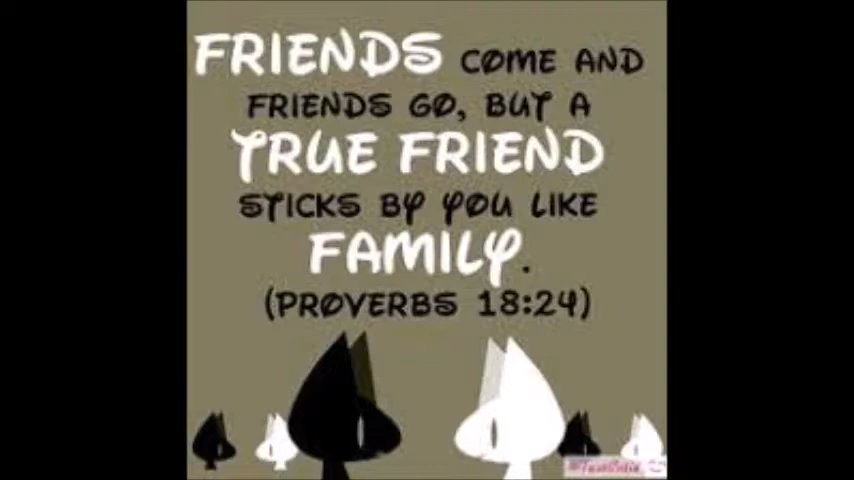 FRIENDS COME AND
FRIENDS GO, BUT A
TRUE FRIEND
STICKS BY YOU LIKE
FAMILY.
(PROVERBS 18:24)